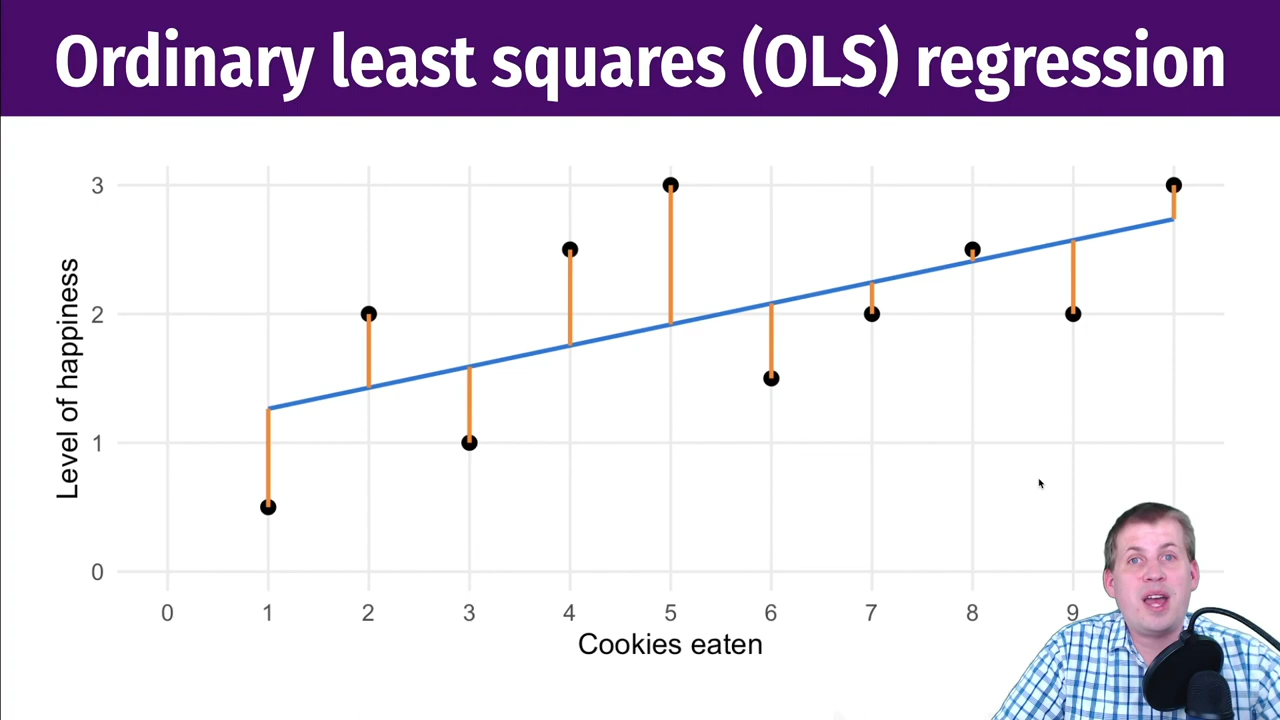 Ordinary least squares (OLS) regression
3
2
1
0
Level of happiness
0 1 2 3 4 5 6 7 8 9
Cookies eaten